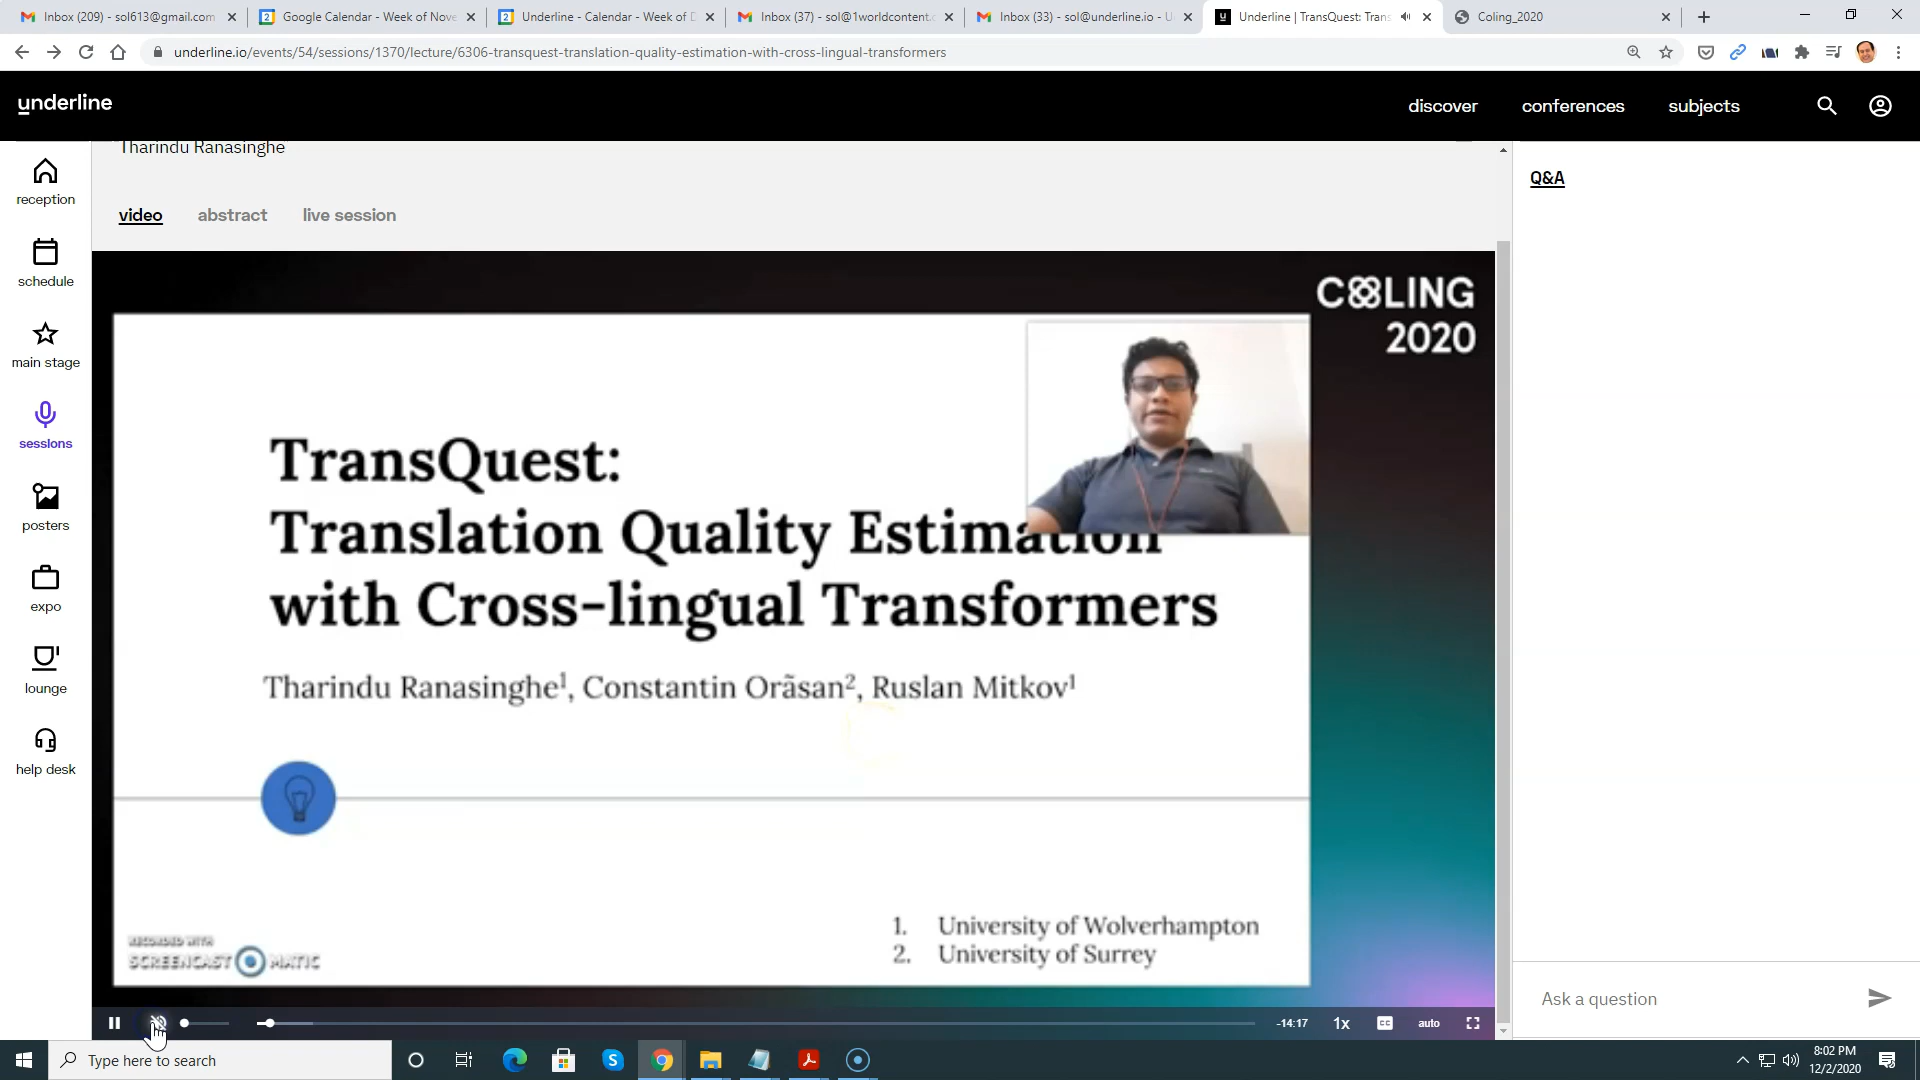 Inbox (209) - sol613@gmail.com
Google Calendar - Week of Nove
Underline - Calendar - Week of D
Inbox (37) - sol@1worldcontent.c
Inbox (33) - sol@underline.io - U
Underline | TransQuest: Trans
Coling_2020
underline.io/events/54/sessions/1370/lecture/6306-transquest-translation-quality-estimation-with-cross-lingual-transformers
underline
discover
conferences
subjects
reception
schedule
main stage
sessions
posters
expo
lounge
help desk
Tharindu Ranasinghe
video
abstract
live session
COLING
2020
TransQuest:
Translation Quality Estimation
with Cross-lingual Transformers
Tharindu Ranasinghe1, Constantin Orãsan2, Ruslan Mitkov1
1. University of Wolverhampton
2. University of Surrey
RECORDED WITH
SCREENCAST MATIC
-14:17
1x
CC
auto
Q&A
Ask a question
Type here to search
8:02 PM
12/2/2020